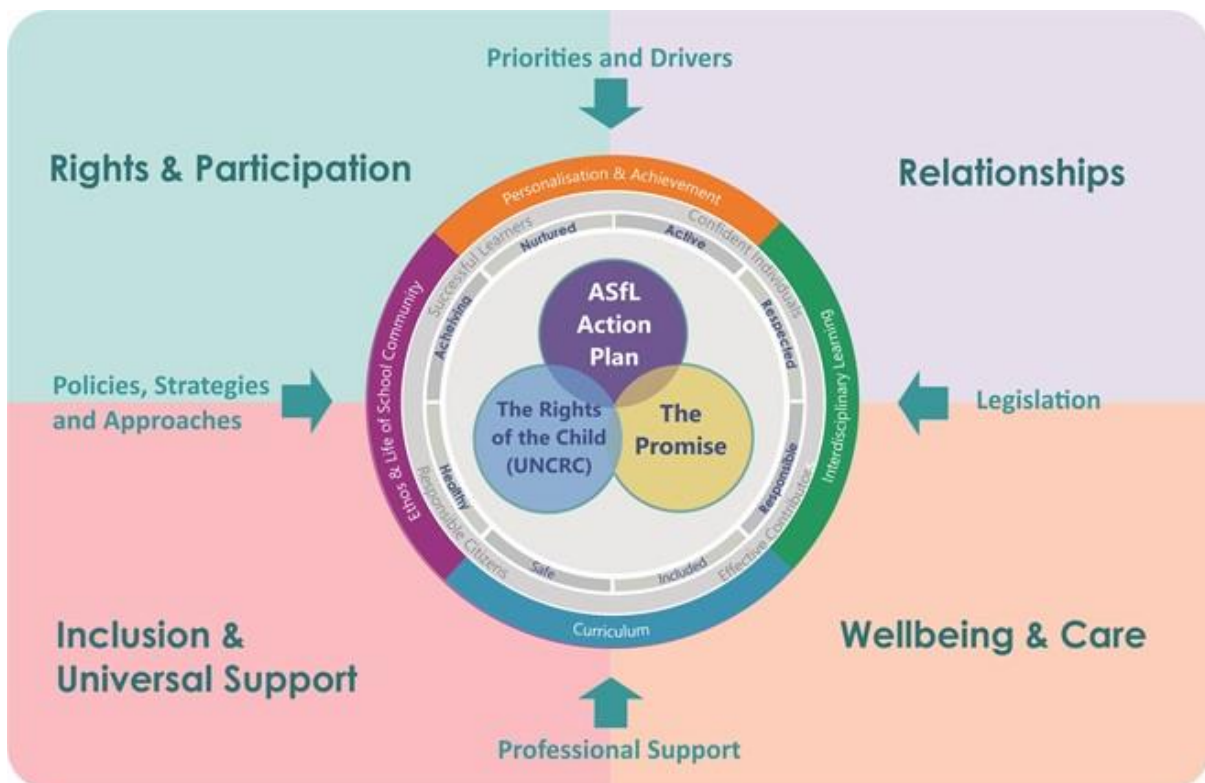 Priorities and Drivers
Rights & Participation
Relationships
Personalisation & Achievement
Successful Learners
Confident Individuals
Nurtured
Active
Acheiving
Respected
ASfL
Action
Plan
Ethos & Life of School Community
Interdisciplinary Learning
Policies, Strategies
and Approaches
Legislation
The Rights
of the Child
(UNCRC)
The
Promise
Healthy
Responsible
Responsible Citizens
Effective Contributor
Safe
Included
Curriculum
Inclusion &
Universal Support
Wellbeing & Care
Professional Support